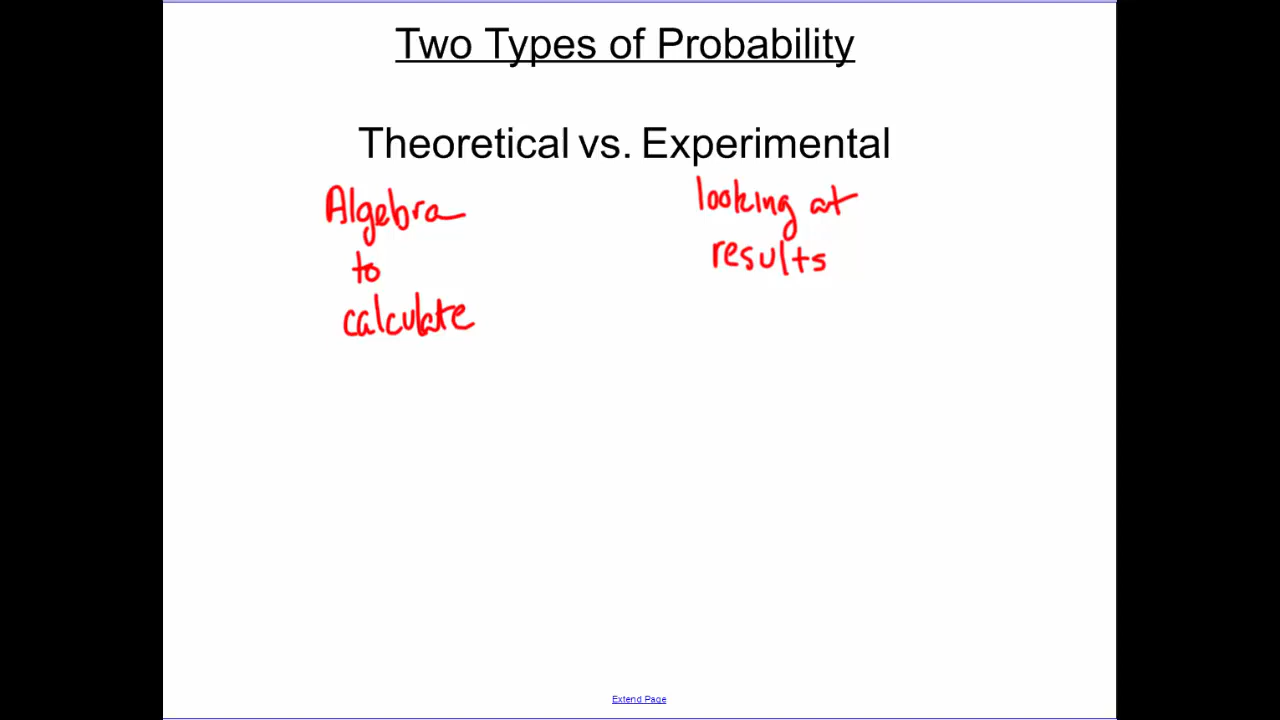 Two Types of Probability
Theoretical vs. Experimental
Algebra
to
calculate
looking at
results
Extend Page